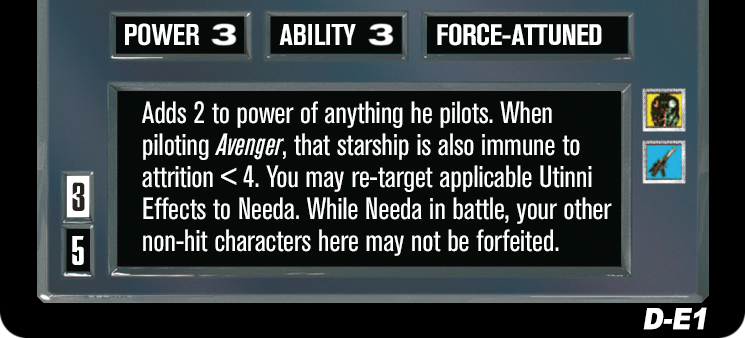 POWER 3 ABILITY 3 FORCE-ATTUNED
Adds 2 to power of anything he pilots. When
piloting Avenger, that starship is also immune to
attrition < 4. You may re-target applicable Utinni
Effects to Needa. While Needa in battle, your other
non-hit characters here may not be forfeited.
3
5
D-E1